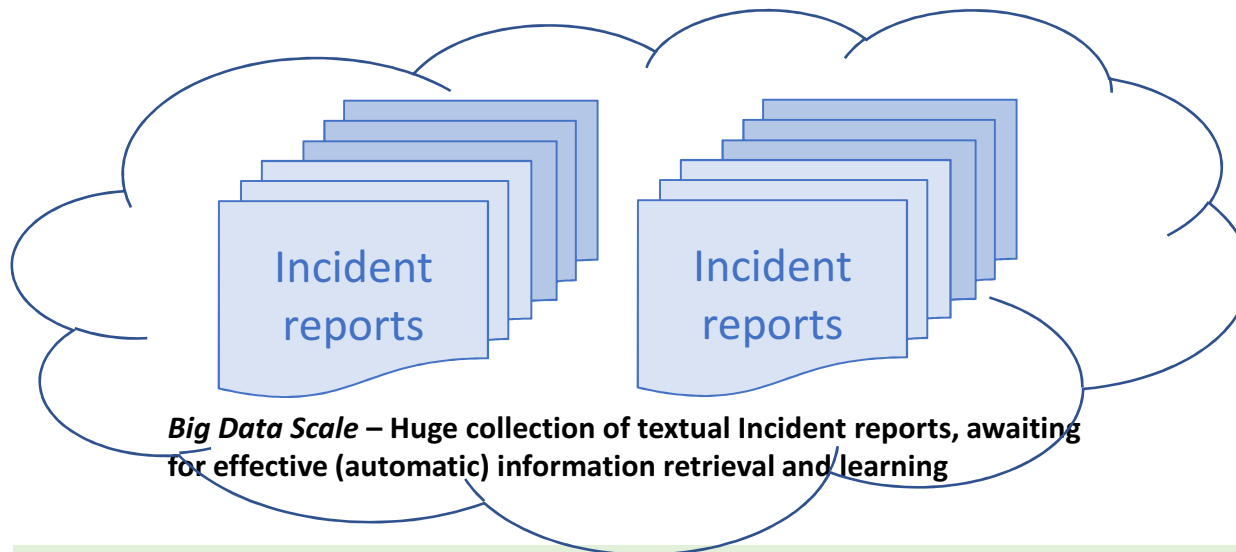 Incident
reports
Incident
reports
Big Data Scale – Huge collection of textual Incident reports, awaiting
for effective (automatic) information retrieval and learning